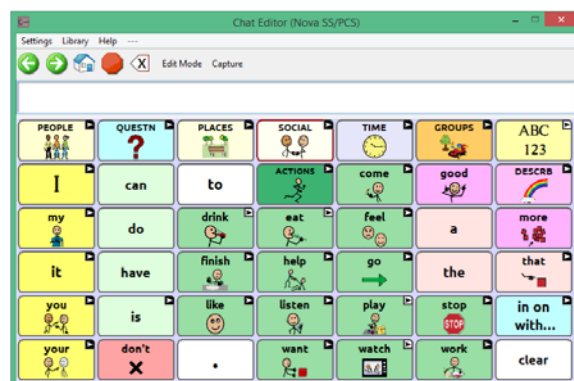 Chat Editor (Nova SS/PCS)
Settings Library Help ---
X Edit Mode Capture
PEOPLE QUESTN PLACES SOCIAL TIME GROUPS ABC
123
I can to ACTIONS come good DESCRB
my do drink eat feel a more
it have finish help go the that
you is like listen play stop in on
STOP with...
your don't . want watch work clear